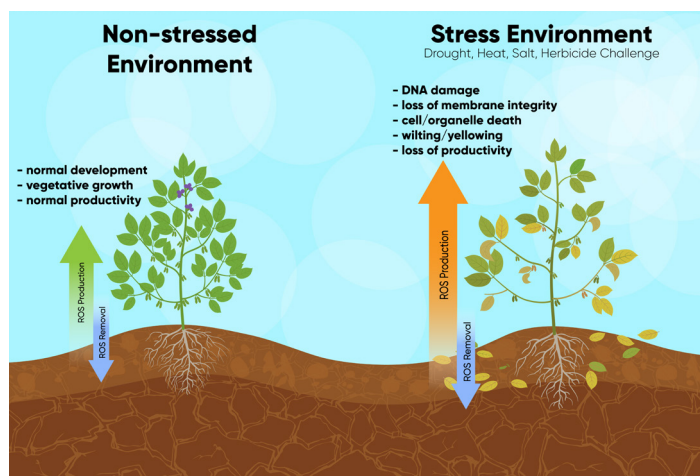 Non-stressed
Environment
- normal development
- vegetative growth
- normal productivity
ROS Production
ROS Removal
Stress Environment
Drought, Heat, Salt, Herbicide Challenge
- DNA damage
- loss of membrane integrity
- cell/organelle death
- wilting/yellowing
- loss of productivity
ROS Production
ROS Removal